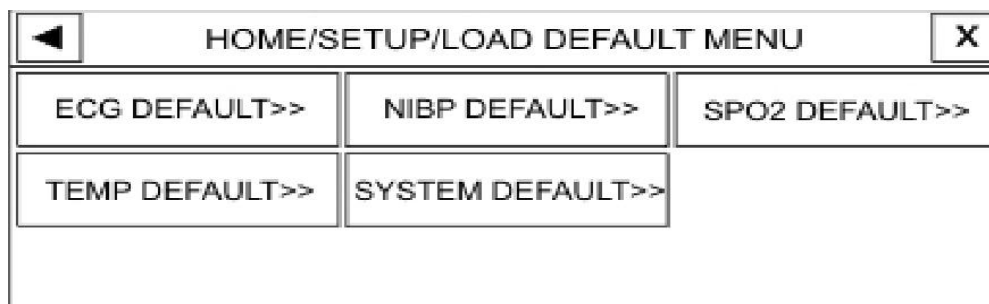 ◀ HOME/SETUP/LOAD DEFAULT MENU X
ECG DEFAULT>> NIBP DEFAULT>> SPO2 DEFAULT>>
TEMP DEFAULT>> SYSTEM DEFAULT>>